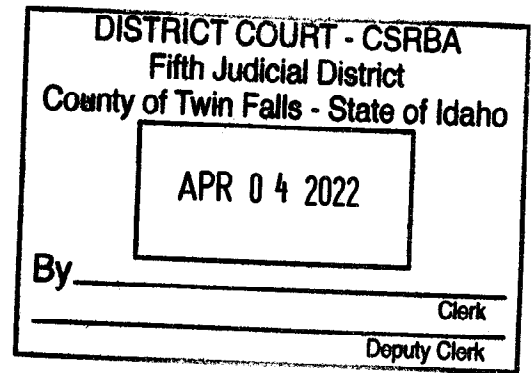 DISTRICT COURT - CSRBA
Fifth Judicial District
County of Twin Falls - State of Idaho
APR 04 2022
By
Clerk
Deputy Clerk